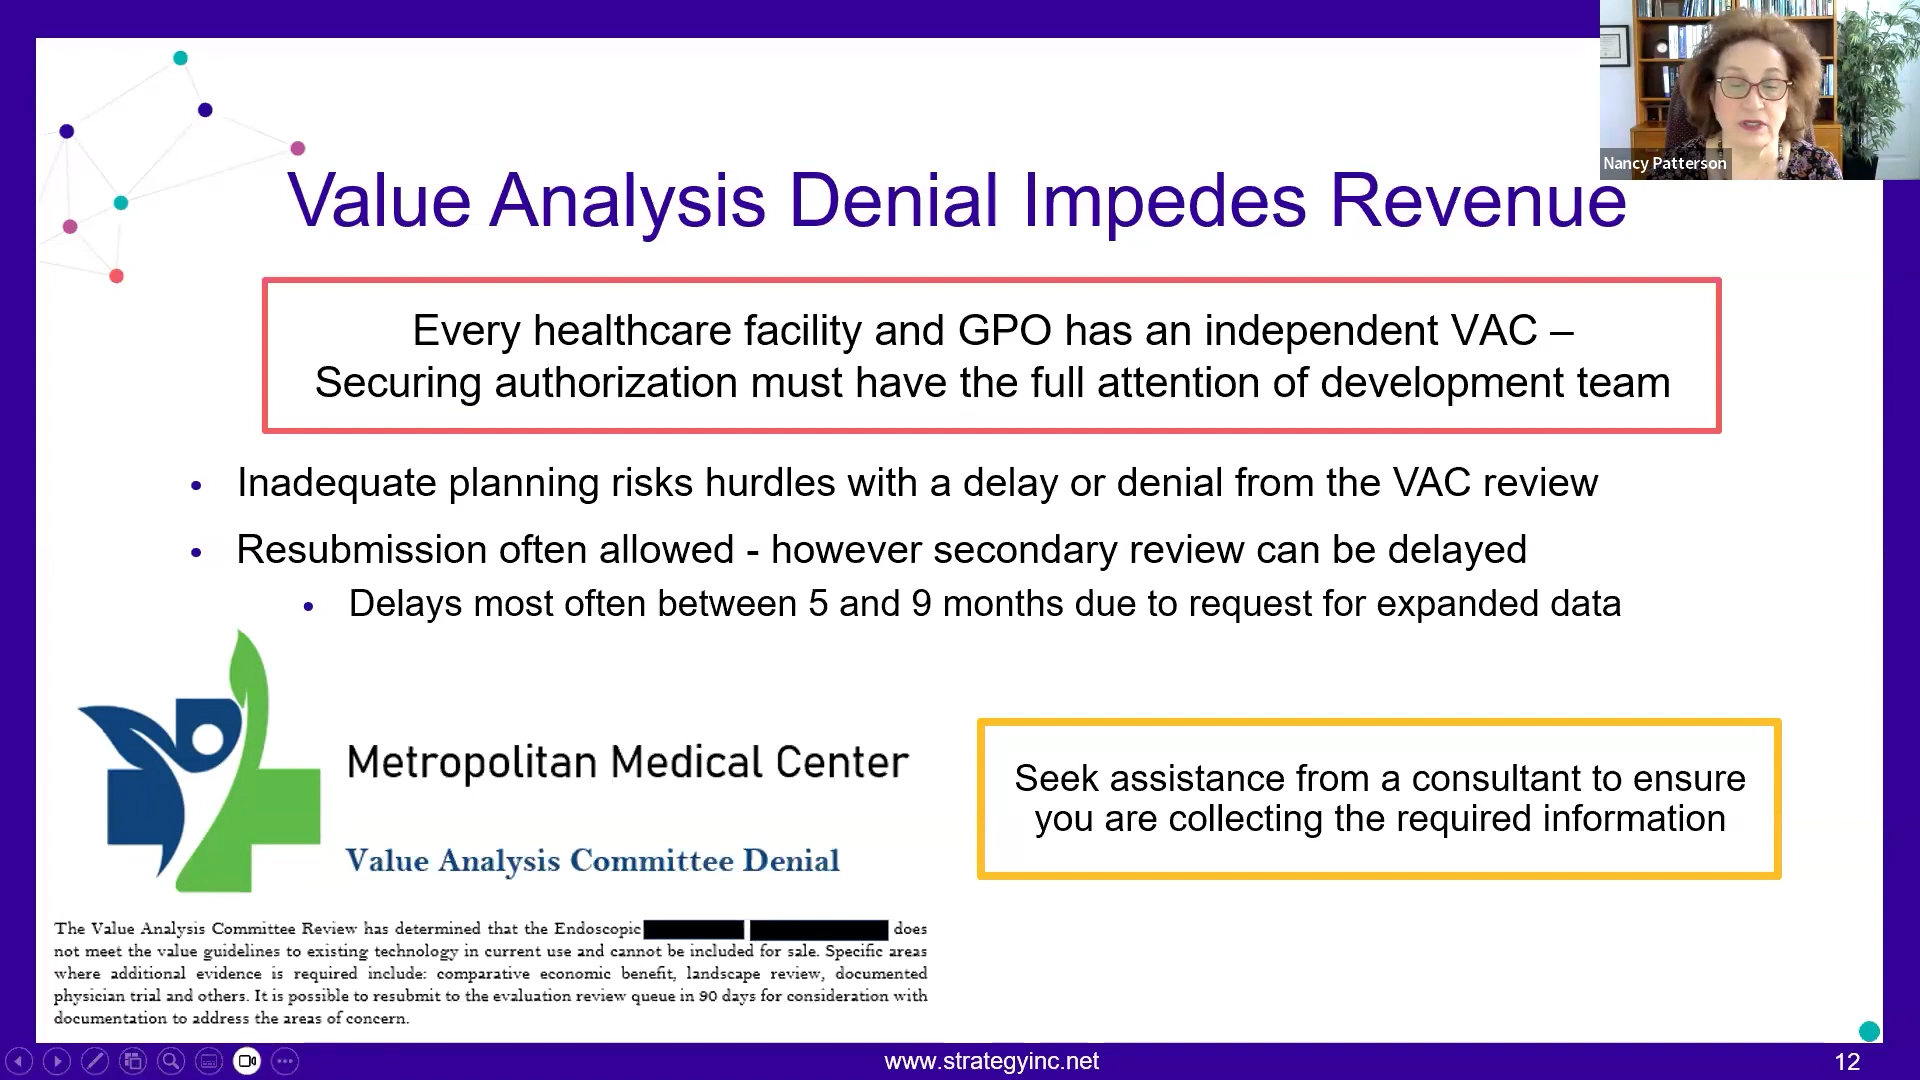 Nancy Patterson
Value Analysis Denial Impedes Revenue
Every healthcare facility and GPO has an independent VAC –
Securing authorization must have the full attention of development team
• Inadequate planning risks hurdles with a delay or denial from the VAC review
• Resubmission often allowed - however secondary review can be delayed
• Delays most often between 5 and 9 months due to request for expanded data
Metropolitan Medical Center
Value Analysis Committee Denial
The Value Analysis Committee Review has determined that the Endoscopic does
not meet the value guidelines to existing technology in current use and cannot be included for sale. Specific areas
where additional evidence is required include: comparative economic benefit, landscape review, documented
physician trial and others. It is possible to resubmit to the evaluation review queue in 90 days for consideration with
documentation to address the areas of concern.
Seek assistance from a consultant to ensure
you are collecting the required information
www.strategyinc.net
12